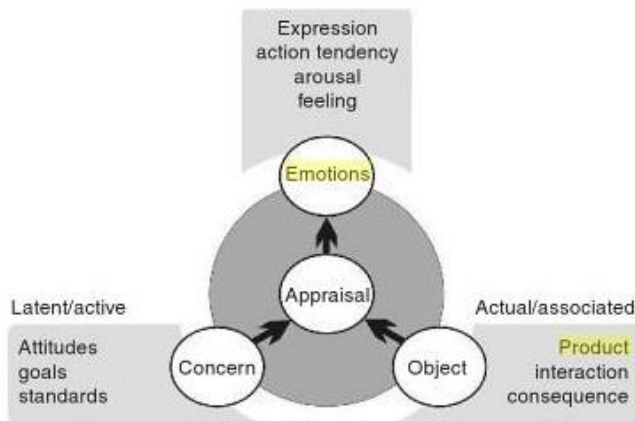 Expression
action tendency
arousal
feeling
Emotions
Appraisal
Latent/active
Actual/associated
Attitudes
goals
standards
Concern
Object
Product
interaction
consequence